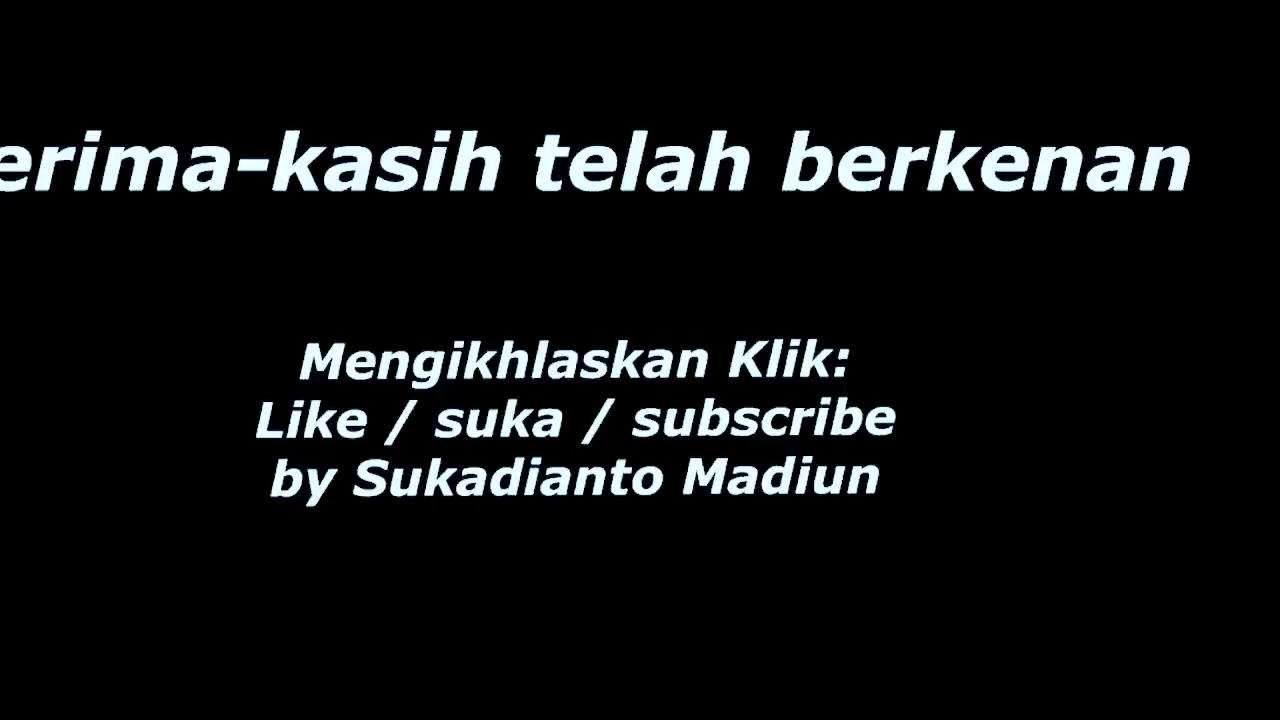 erima-kasih telah berkenan
Mengikhlaskan Klik:
Like / suka / subscribe
by Sukadianto Madiun